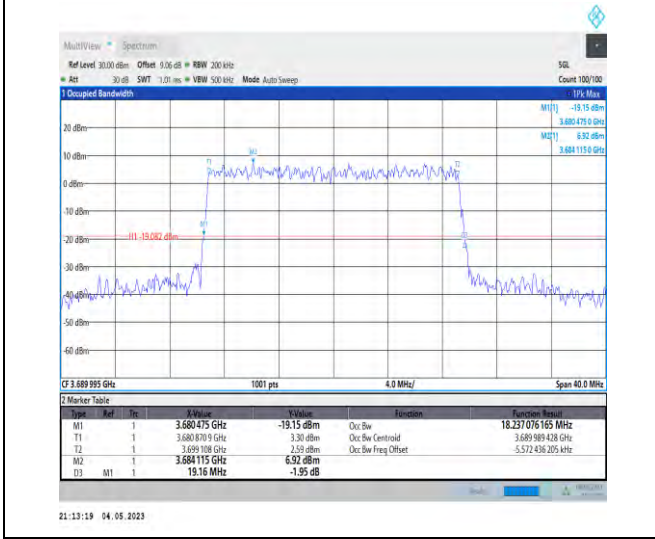 MultiView Spectrum
Ref Level 30.00 dBm Offset 9.06 dB RBW 200 kHz SGL
Att 30 dB SWT 1.01 ms VBW 500 kHz Mode Auto Sweep Count 100/100
1 Occupied Bandwidth 1Pk Max
M1[1] -19.15 dBm
3.680 475 0 GHz
M2[1] 6.92 dBm
3.684 115 0 GHz
20 dBm
10 dBm
0 dBm
-10 dBm
-20 dBm
-30 dBm
-40 dBm
-50 dBm
-60 dBm
M2
T1
T2
M1
H1 -19.082 dBm
D3
CF 3.689 995 GHz 1001 pts 4.0 MHz/ Span 40.0 MHz
2 Marker Table
Type Ref Trc X-Value Y-Value Function Function Result
M1 1 3.680 475 GHz -19.15 dBm Occ Bw 18.237 076 165 MHz
T1 1 3.680 870 9 GHz 3.30 dBm Occ Bw Centroid 3.689 989 428 GHz
T2 1 3.699 108 GHz 2.59 dBm Occ Bw Freq Offset -5.572 436 205 kHz
M2 1 3.684 115 GHz 6.92 dBm
D3 M1 1 19.16 MHz -1.95 dB
21:13:19 04.05.2023